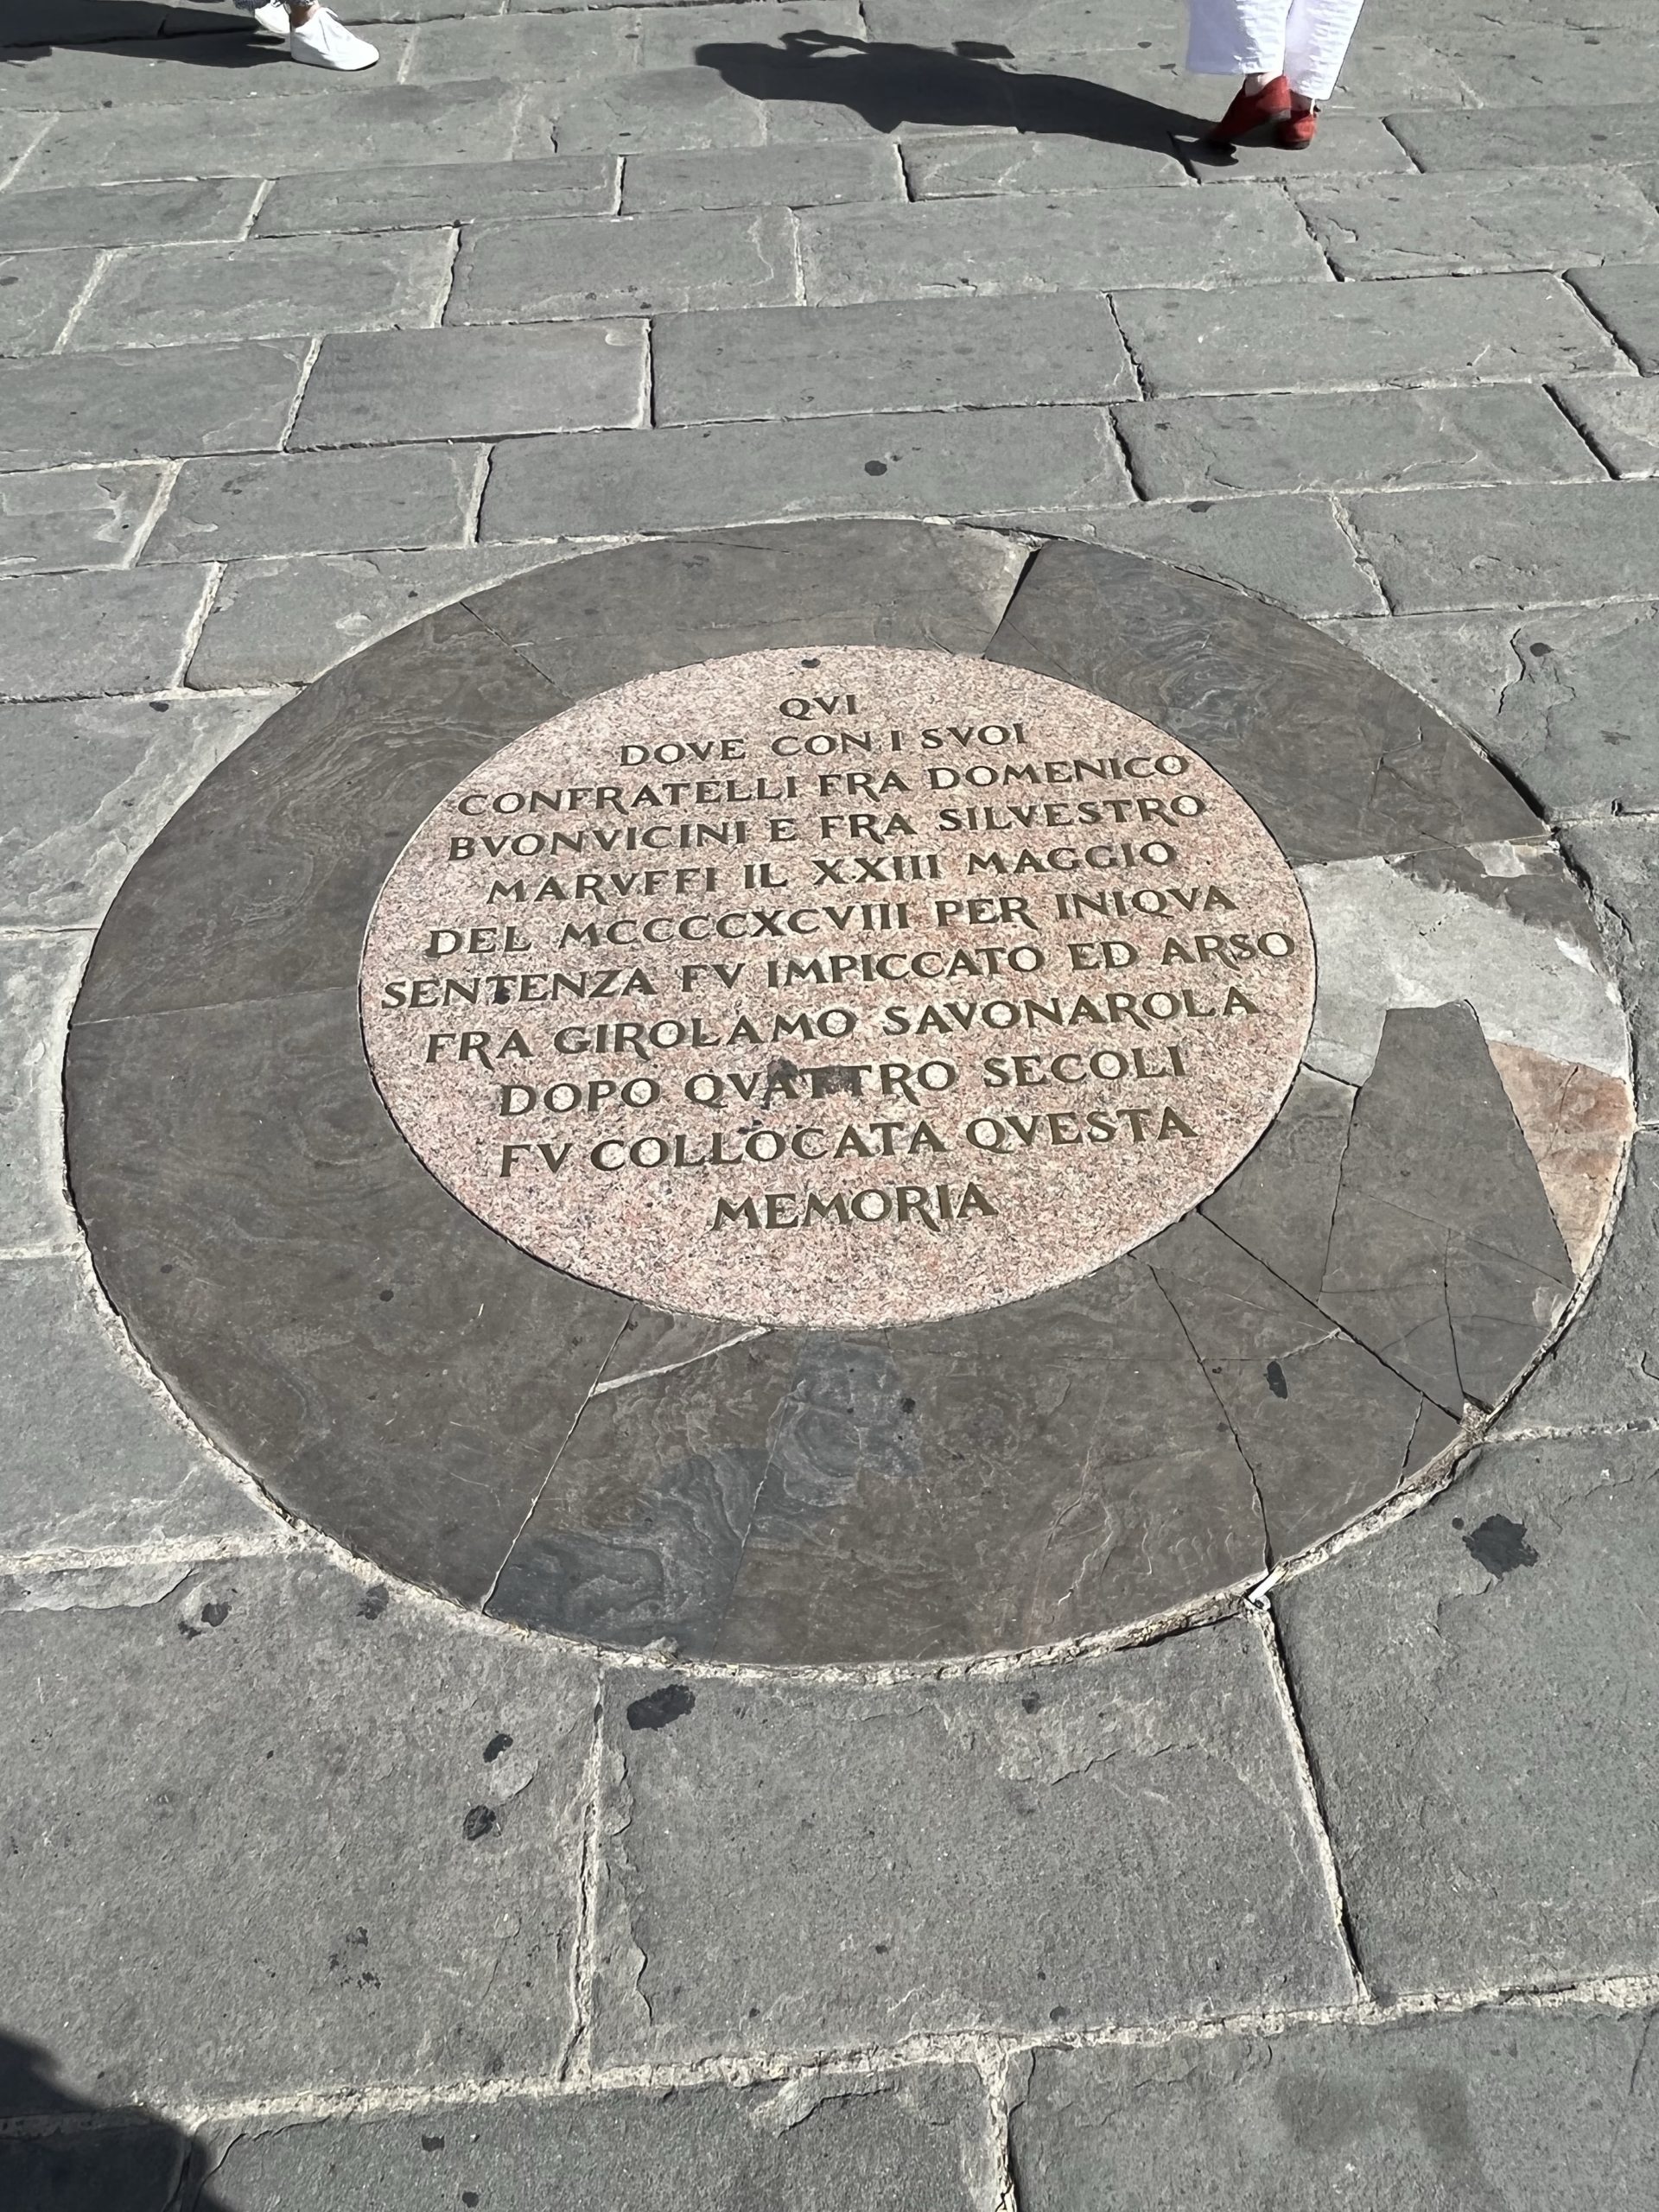 QVI
DOVE CON I SVOI
CONFRATELLI FRA DOMENICO
BVONVICINI E FRA SILVESTRO
MARVFFI IL XXIII MAGGIO
DEL MCCCCXCVIII PER INIQVA
SENTENZA FV IMPICCATO ED ARSO
FRA GIROLAMO SAVONAROLA
DOPO QVATTRO SECOLI
FV COLLOCATA QVESTA
MEMORIA